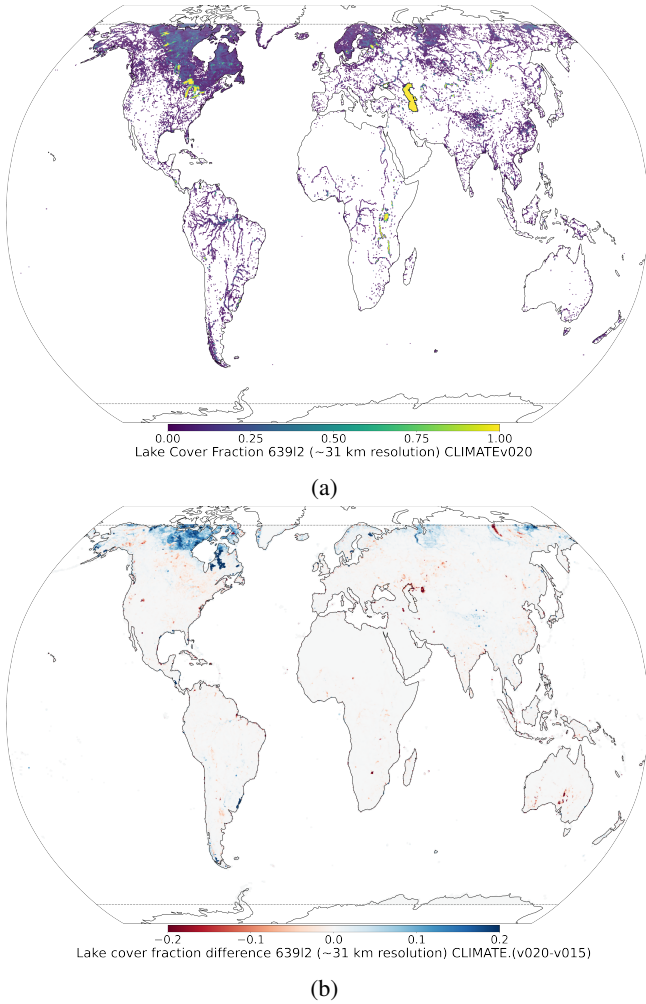 0.00 0.25 0.50 0.75 1.00
Lake Cover Fraction 639l2 (~31 km resolution) CLIMATEv020
(a)
−0.2 −0.1 0.0 0.1 0.2
Lake cover fraction difference 639l2 (~31 km resolution) CLIMATE.(v020-v015)
(b)